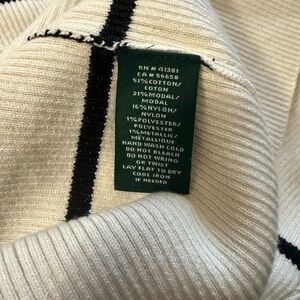 RN # 41381
CA # 56658
51%COTTON/
COTON
31%MODAL/
MODAL
16%NYLON/
NYLON
1%POLYESTER/
POLYESTER
1%METALLIC/
METALLIQUE
HAND WASH COLD
DO NOT BLEACH
DO NOT WRING
OR TWIST
LAY FLAT TO DRY
COOL IRON
IF NEEDED